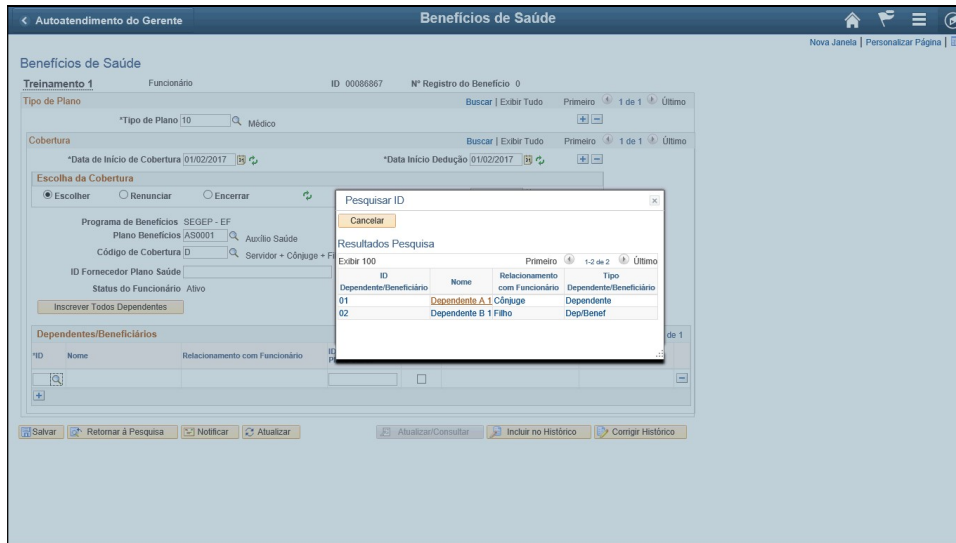 Autoatendimento do Gerente
Benefícios de Saúde
Nova Janela | Personalizar Página |
Benefícios de Saúde
Treinamento 1 Funcionário ID 00086867 Nº Registro do Benefício 0
Tipo de Plano Buscar | Exibir Tudo Primeiro 1 de 1 Último
*Tipo de Plano 10 Médico
Cobertura Buscar | Exibir Tudo Primeiro 1 de 1 Último
*Data de Início de Cobertura 01/02/2017 *Data Início Dedução 01/02/2017
Escolha da Cobertura
Escolher Renunciar Encerrar
Programa de Benefícios SEGEP - EF
Plano Benefícios AS0001 Auxílio Saúde
Código de Cobertura D Servidor + Cônjuge + Fi
ID Fornecedor Plano Saúde
Status do Funcionário Ativo
Inscrever Todos Dependentes
Dependentes/Beneficiários de 1
*ID Nome Relacionamento com Funcionário
Pesquisar ID
Cancelar
Resultados Pesquisa
Exibir 100 Primeiro 1-2 de 2 Último
ID Dependente/Beneficiário Nome Relacionamento com Funcionário Tipo Dependente/Beneficiário
01 Dependente A 1 Cônjuge Dependente
02 Dependente B 1 Filho Dep/Benef
Salvar Retornar à Pesquisa Notificar Atualizar Atualizar/Consultar Incluir no Histórico Corrigir Histórico